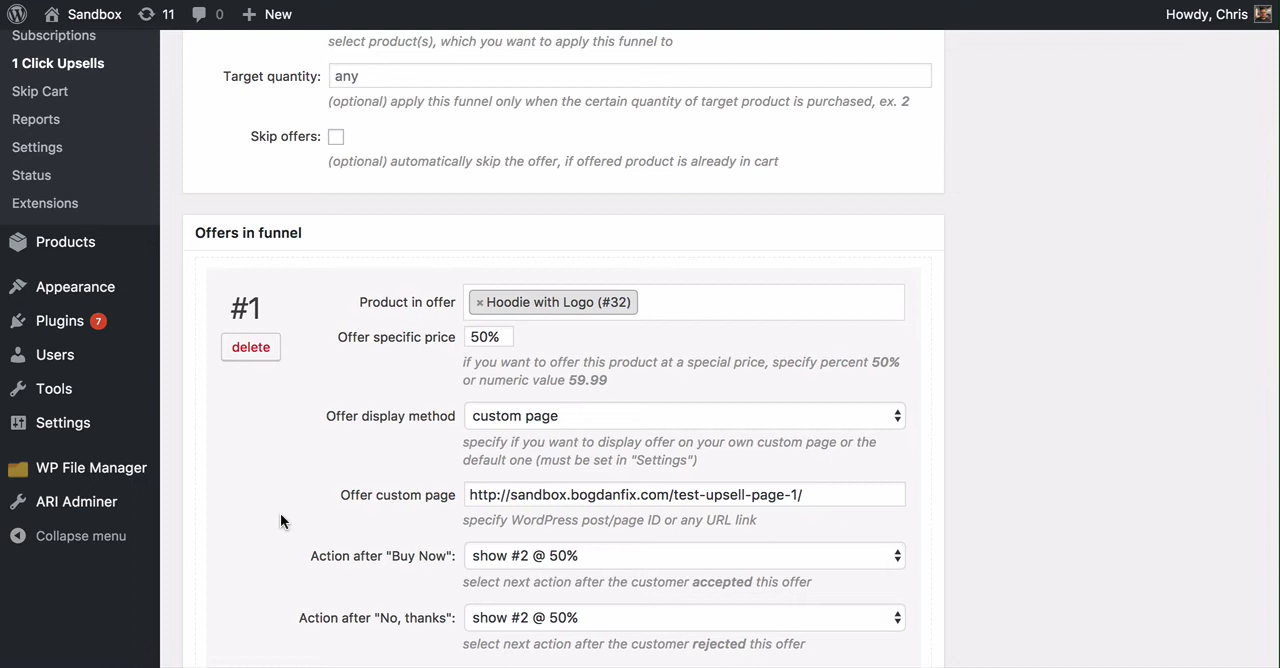 Sandbox 11 0 New Howdy, Chris
Subscriptions
1 Click Upsells
Skip Cart
Reports
Settings
Status
Extensions
Products
Appearance
Plugins 7
Users
Tools
Settings
WP File Manager
ARI Adminer
Collapse menu
select product(s), which you want to apply this funnel to
Target quantity: any
(optional) apply this funnel only when the certain quantity of target product is purchased, ex. 2
Skip offers:
(optional) automatically skip the offer, if offered product is already in cart
Offers in funnel
#1
delete
Product in offer × Hoodie with Logo (#32)
Offer specific price 50%
if you want to offer this product at a special price, specify percent 50%
or numeric value 59.99
Offer display method custom page
specify if you want to display offer on your own custom page or the
default one (must be set in "Settings")
Offer custom page http://sandbox.bogdanfix.com/test-upsell-page-1/
specify WordPress post/page ID or any URL link
Action after "Buy Now": show #2 @ 50%
select next action after the customer accepted this offer
Action after "No, thanks": show #2 @ 50%
select next action after the customer rejected this offer